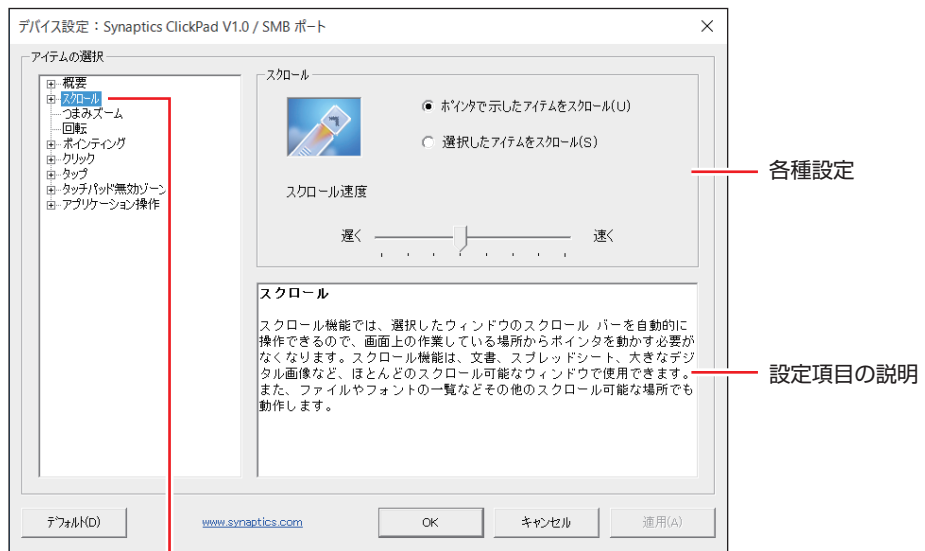 デバイス設定：Synaptics ClickPad V1.0 / SMB ポート
アイテムの選択
概要
スクロール
つまみズーム
回転
ポインティング
クリック
タップ
タッチパッド無効ゾーン
アプリケーション操作
スクロール
ポインタで示したアイテムをスクロール(U)
選択したアイテムをスクロール(S)
スクロール速度
遅く
速く
各種設定
スクロール
スクロール機能では、選択したウィンドウのスクロール バーを自動的に
操作できるので、画面上の作業している場所からポインタを動かす必要が
なくなります。スクロール機能は、文書、スプレッドシート、大きなデジ
タル画像など、ほとんどのスクロール可能なウィンドウで使用できます。
また、ファイルやフォントの一覧などその他のスクロール可能な場所でも
動作します。
設定項目の説明
デフォルト(D)
www.synaptics.com
OK
キャンセル
適用(A)